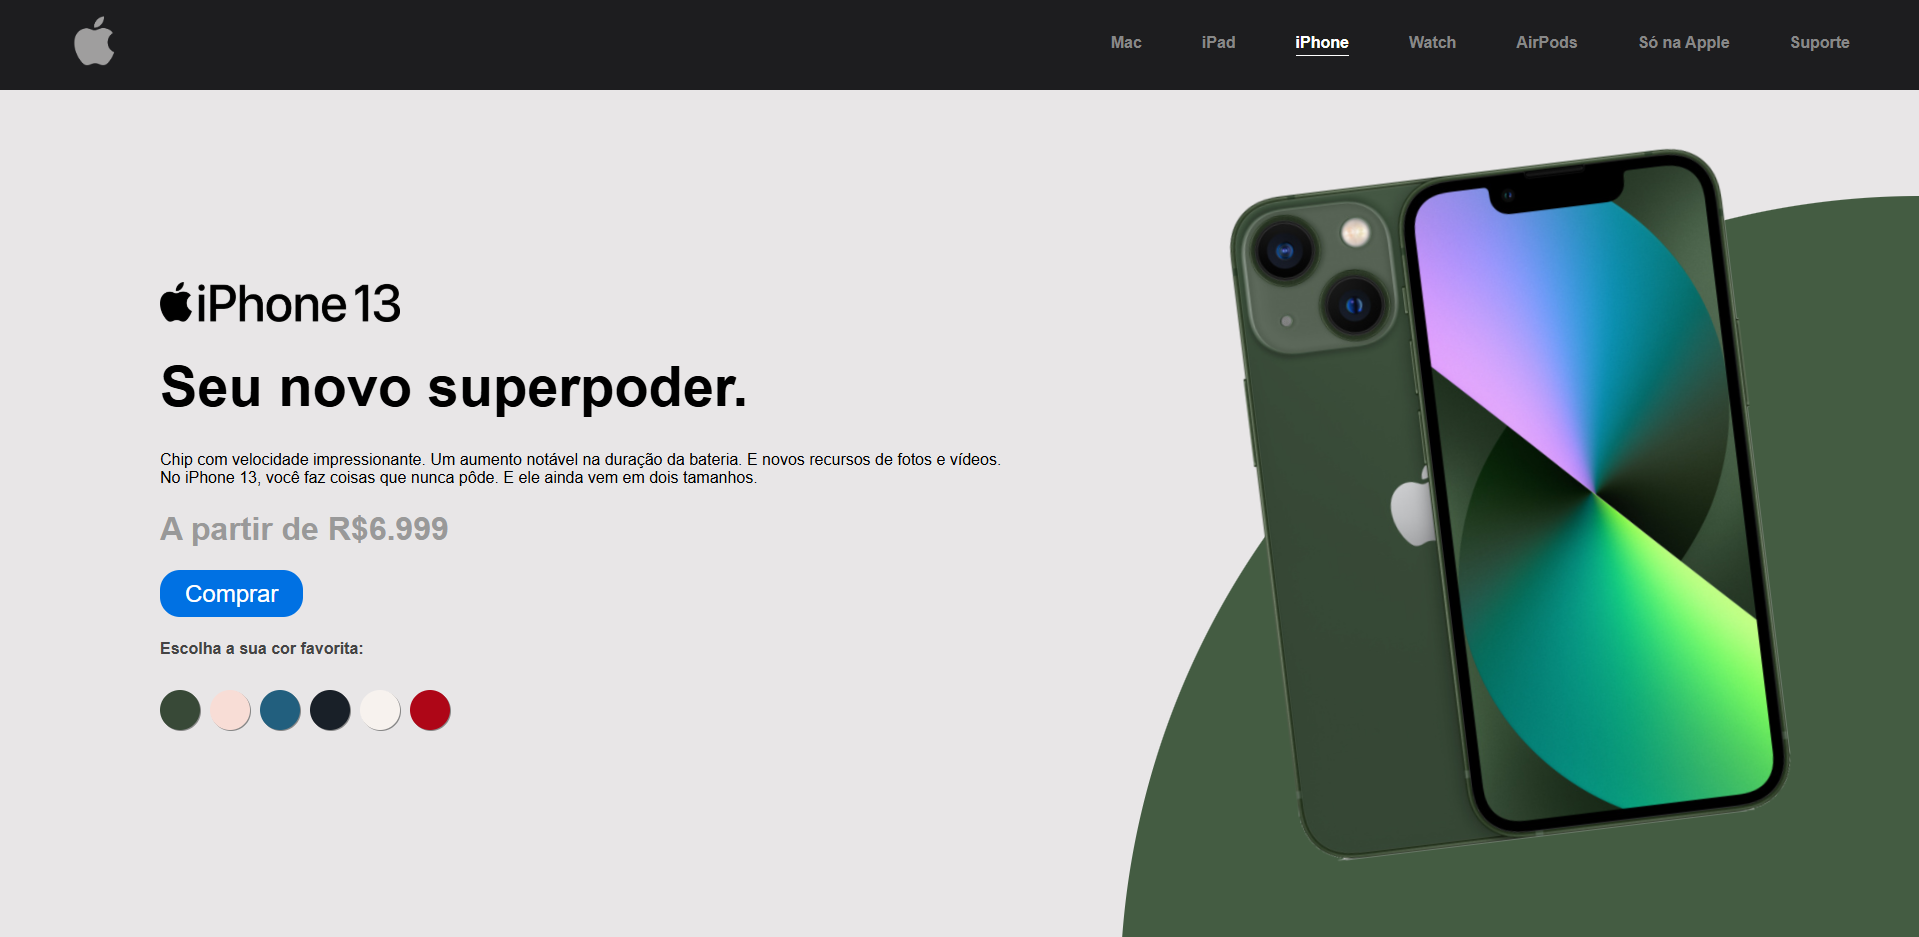 Mac
iPad
iPhone
Watch
AirPods
Só na Apple
Suporte
iPhone 13
Seu novo superpoder.
Chip com velocidade impressionante. Um aumento notável na duração da bateria. E novos recursos de fotos e vídeos.
No iPhone 13, você faz coisas que nunca pôde. E ele ainda vem em dois tamanhos.
A partir de R$6.999
Comprar
Escolha a sua cor favorita: